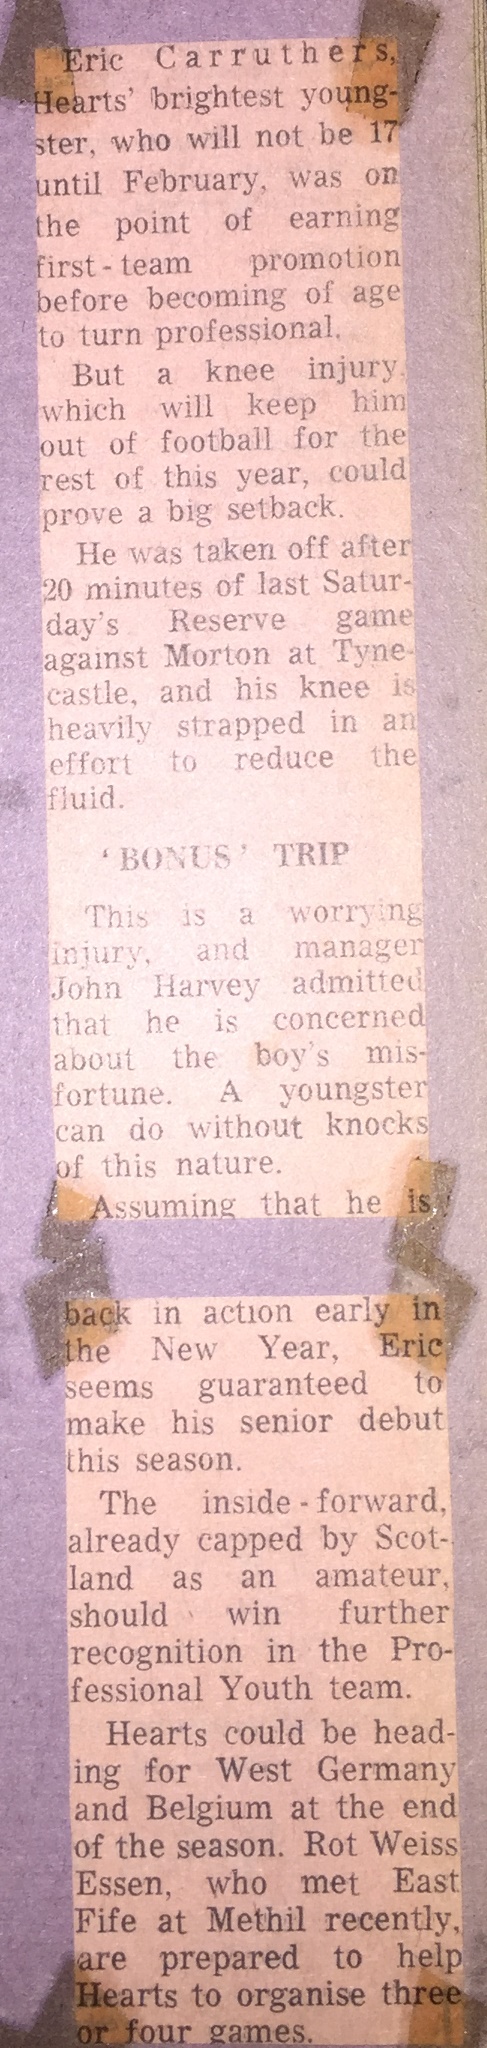 Eric Carruthers,
Hearts' brightest young-
ster, who will not be 17
until February, was on
the point of earning
first-team promotion
before becoming of age
to turn professional.
But a knee injury,
which will keep him
out of football for the
rest of this year, could
prove a big setback.
He was taken off after
20 minutes of last Satur-
day's Reserve game
against Morton at Tyne-
castle, and his knee is
heavily strapped in an
effort to reduce the
fluid.
'BONUS' TRIP
This is a worrying
injury, and manager
John Harvey admitted
that he is concerned
about the boy's mis-
fortune. A youngster
can do without knocks
of this nature.
Assuming that he is
back in action early in
the New Year, Eric
seems guaranteed to
make his senior debut
this season.
The inside-forward,
already capped by Scot-
land as an amateur,
should win further
recognition in the Pro-
fessional Youth team.
Hearts could be head-
ing for West Germany
and Belgium at the end
of the season. Rot Weiss
Essen, who met East
Fife at Methil recently,
are prepared to help
Hearts to organise three
or four games.